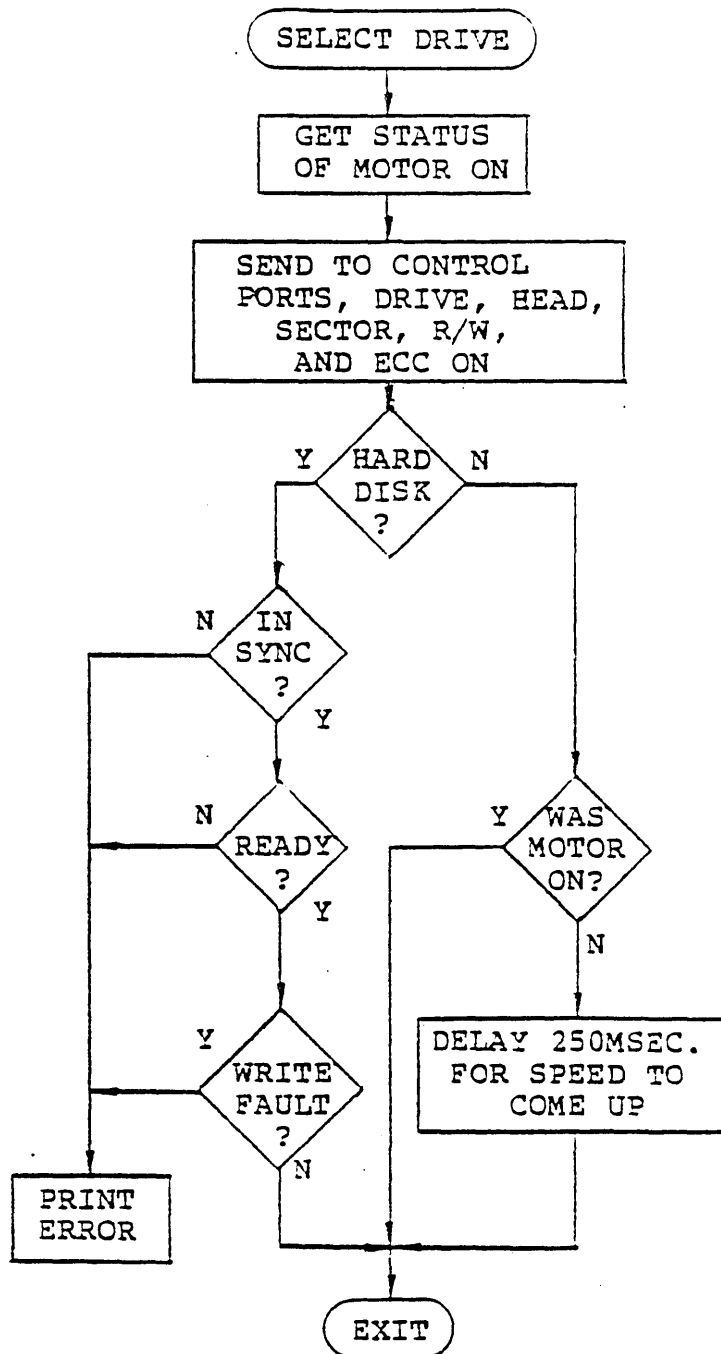 SELECT DRIVE
GET STATUS
OF MOTOR ON
SEND TO CONTROL
PORTS, DRIVE, HEAD,
SECTOR, R/W,
AND ECC ON
Y
HARD
DISK
?
N
N
IN
SYNC
?
Y
N
READY
?
Y
Y
WAS
MOTOR
ON?
N
Y
WRITE
FAULT
?
N
DELAY 250MSEC.
FOR SPEED TO
COME UP
PRINT
ERROR
EXIT